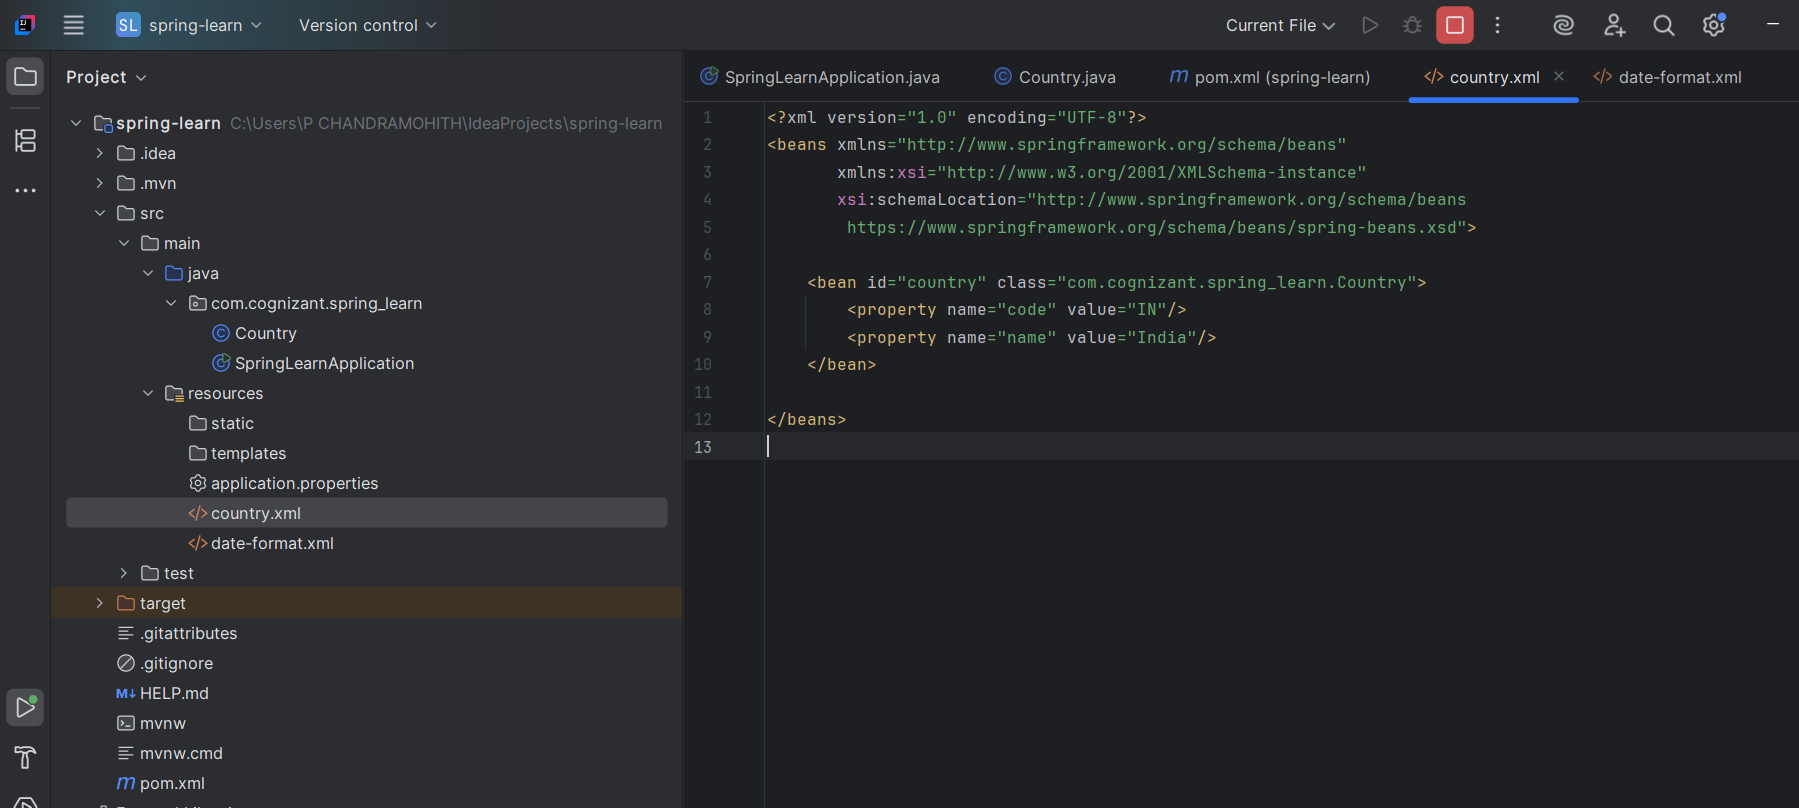 SL spring-learn Version control Current File
Project
spring-learn C:\Users\P CHANDRAMOHITH\IdeaProjects\spring-learn
.idea
.mvn
src
main
java
com.cognizant.spring_learn
Country
SpringLearnApplication
resources
static
templates
application.properties
country.xml
date-format.xml
test
target
.gitattributes
.gitignore
M↓ HELP.md
mvnw
mvnw.cmd
m pom.xml
SpringLearnApplication.java Country.java m pom.xml (spring-learn) </> country.xml </> date-format.xml
1 <?xml version="1.0" encoding="UTF-8"?>
2 <beans xmlns="http://www.springframework.org/schema/beans"
3 xmlns:xsi="http://www.w3.org/2001/XMLSchema-instance"
4 xsi:schemaLocation="http://www.springframework.org/schema/beans
5 https://www.springframework.org/schema/beans/spring-beans.xsd">
6
7 <bean id="country" class="com.cognizant.spring_learn.Country">
8 <property name="code" value="IN"/>
9 <property name="name" value="India"/>
10 </bean>
11
12 </beans>
13